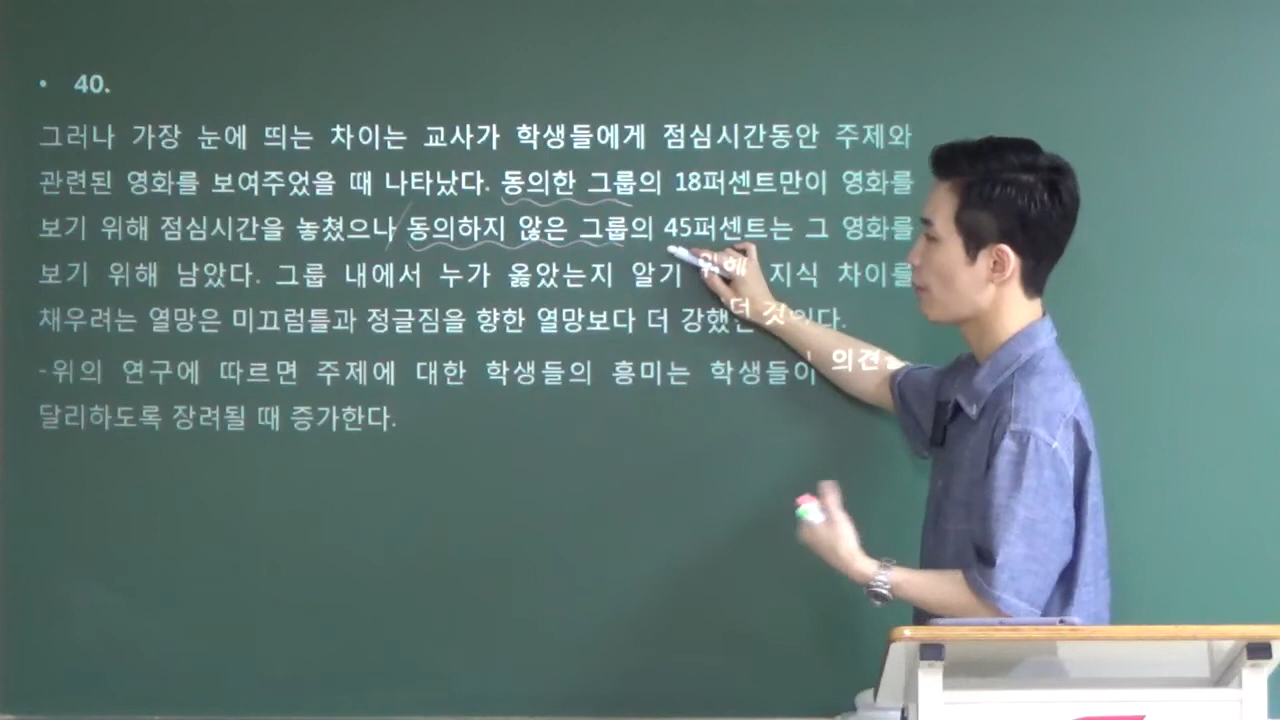 • 40.
그러나 가장 눈에 띄는 차이는 교사가 학생들에게 점심시간동안 주제와
관련된 영화를 보여주었을 때 나타났다. 동의한 그룹의 18퍼센트만이 영화를
보기 위해 점심시간을 놓쳤으나 동의하지 않은 그룹의 45퍼센트는 그 영화를
보기 위해 남았다. 그룹 내에서 누가 옳았는지 알기 위해 지식 차이를
채우려는 열망은 미끄럼틀과 정글짐을 향한 열망보다 더 강했던 것이다.
-위의 연구에 따르면 주제에 대한 학생들의 흥미는 학생들이 의견을
달리하도록 장려될 때 증가한다.